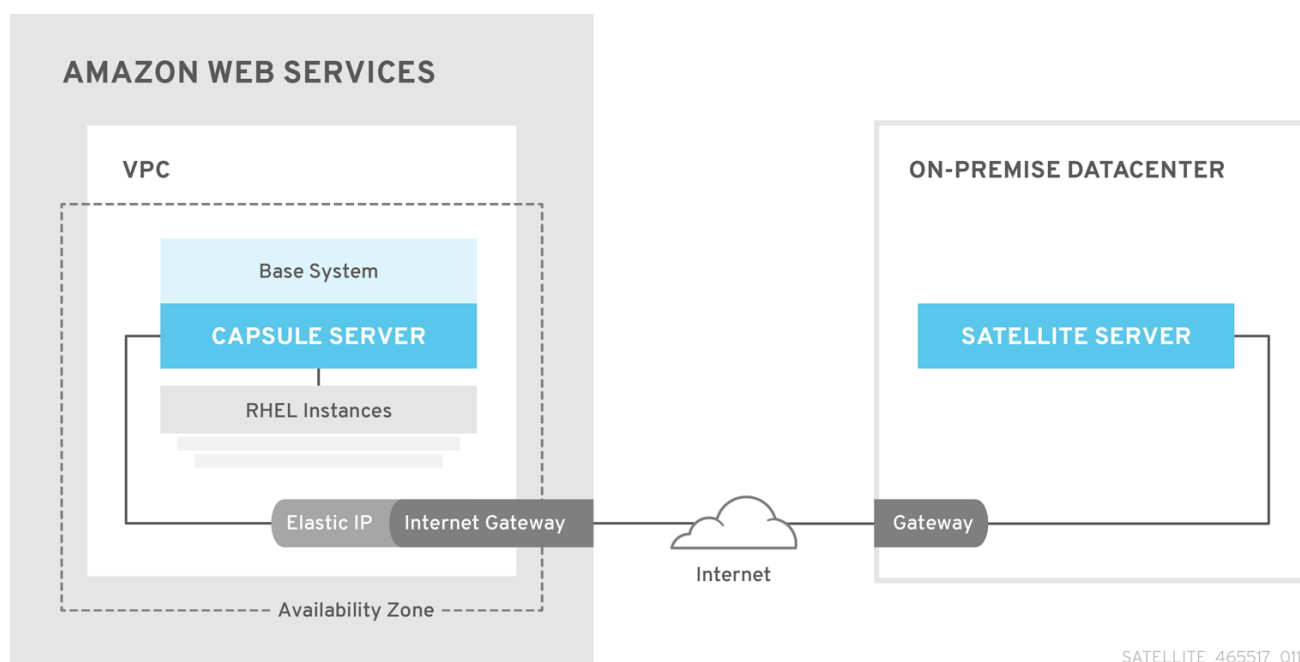 AMAZON WEB SERVICES
VPC
ON-PREMISE DATACENTER
Base System
CAPSULE SERVER
SATELLITE SERVER
RHEL Instances
Elastic IP
Internet Gateway
Gateway
Internet
Availability Zone
SATELLITE_465517_011